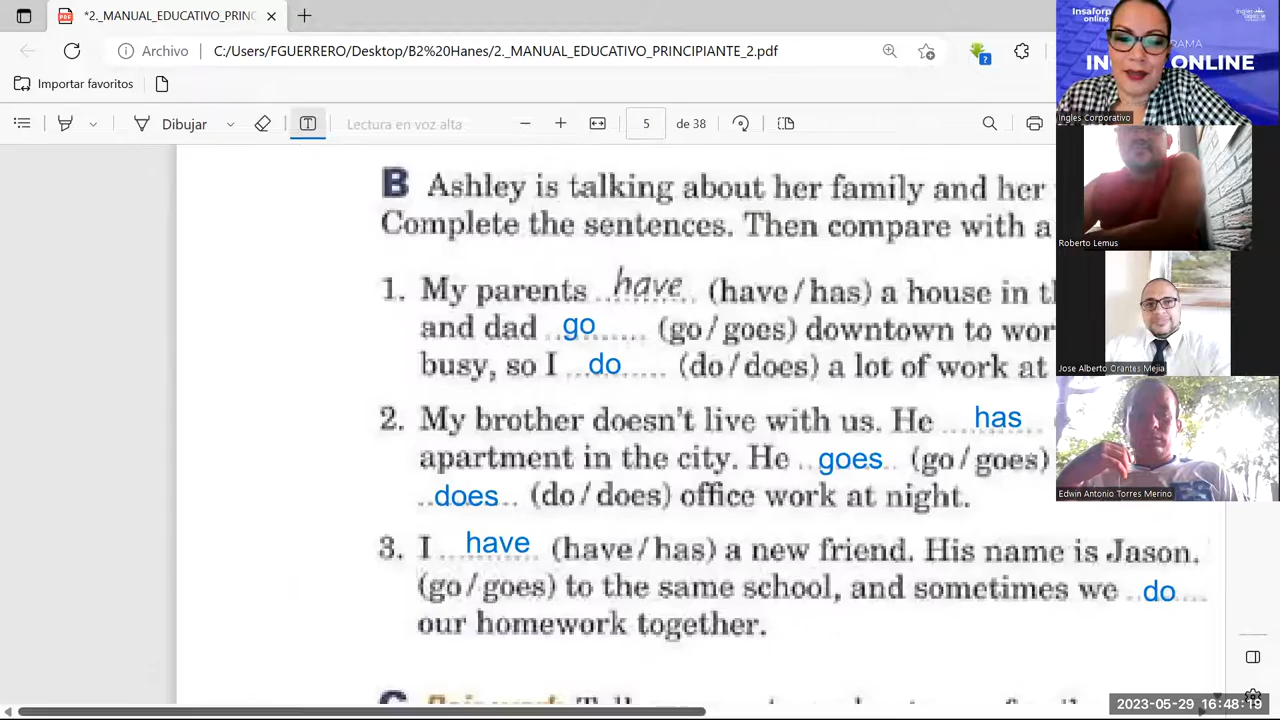 *2_MANUAL_EDUCATIVO_PRINC
Archivo
C:/Users/FGUERRERO/Desktop/B2%20Hanes/2._MANUAL_EDUCATIVO_PRINCIPIANTE_2.pdf
Importar favoritos
Dibujar
Lectura en voz alta
5
de 38
B Ashley is talking about her family and her
Complete the sentences. Then compare with a
1. My parents have (have/has) a house in th
and dad go (go/goes) downtown to wor
busy, so I do (do/does) a lot of work at
2. My brother doesn't live with us. He has
apartment in the city. He goes (go/goes)
does (do/does) office work at night.
3. I have (have/has) a new friend. His name is Jason.
(go/goes) to the same school, and sometimes we do
our homework together.
Insaforp
online
RAMA
IN ONLINE
Ingles Corporativo
Roberto Lemus
Jose Alberto Orantes Mejia
Edwin Antonio Torres Merino
2023-05-29 16:48:19